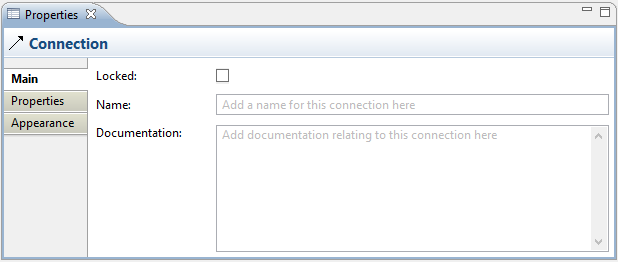 Properties
Connection
Main
Properties
Appearance
Locked:
Name:
Add a name for this connection here
Documentation:
Add documentation relating to this connection here